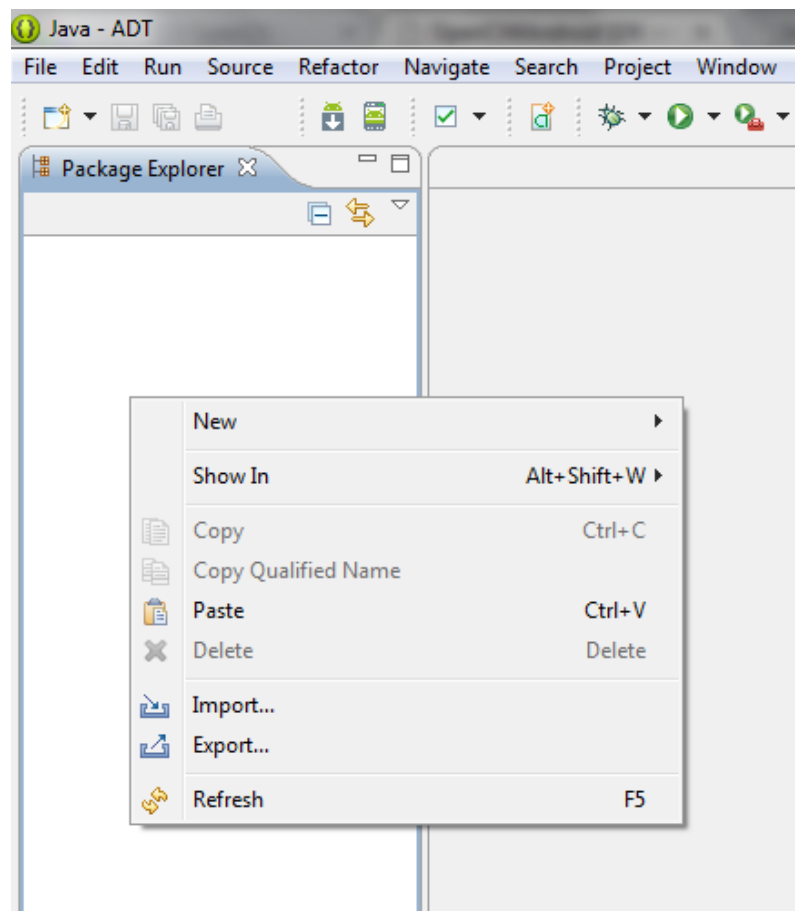 Java - ADT
File Edit Run Source Refactor Navigate Search Project Window
Package Explorer
New
Show In Alt+Shift+W
Copy Ctrl+C
Copy Qualified Name
Paste Ctrl+V
Delete Delete
Import...
Export...
Refresh F5